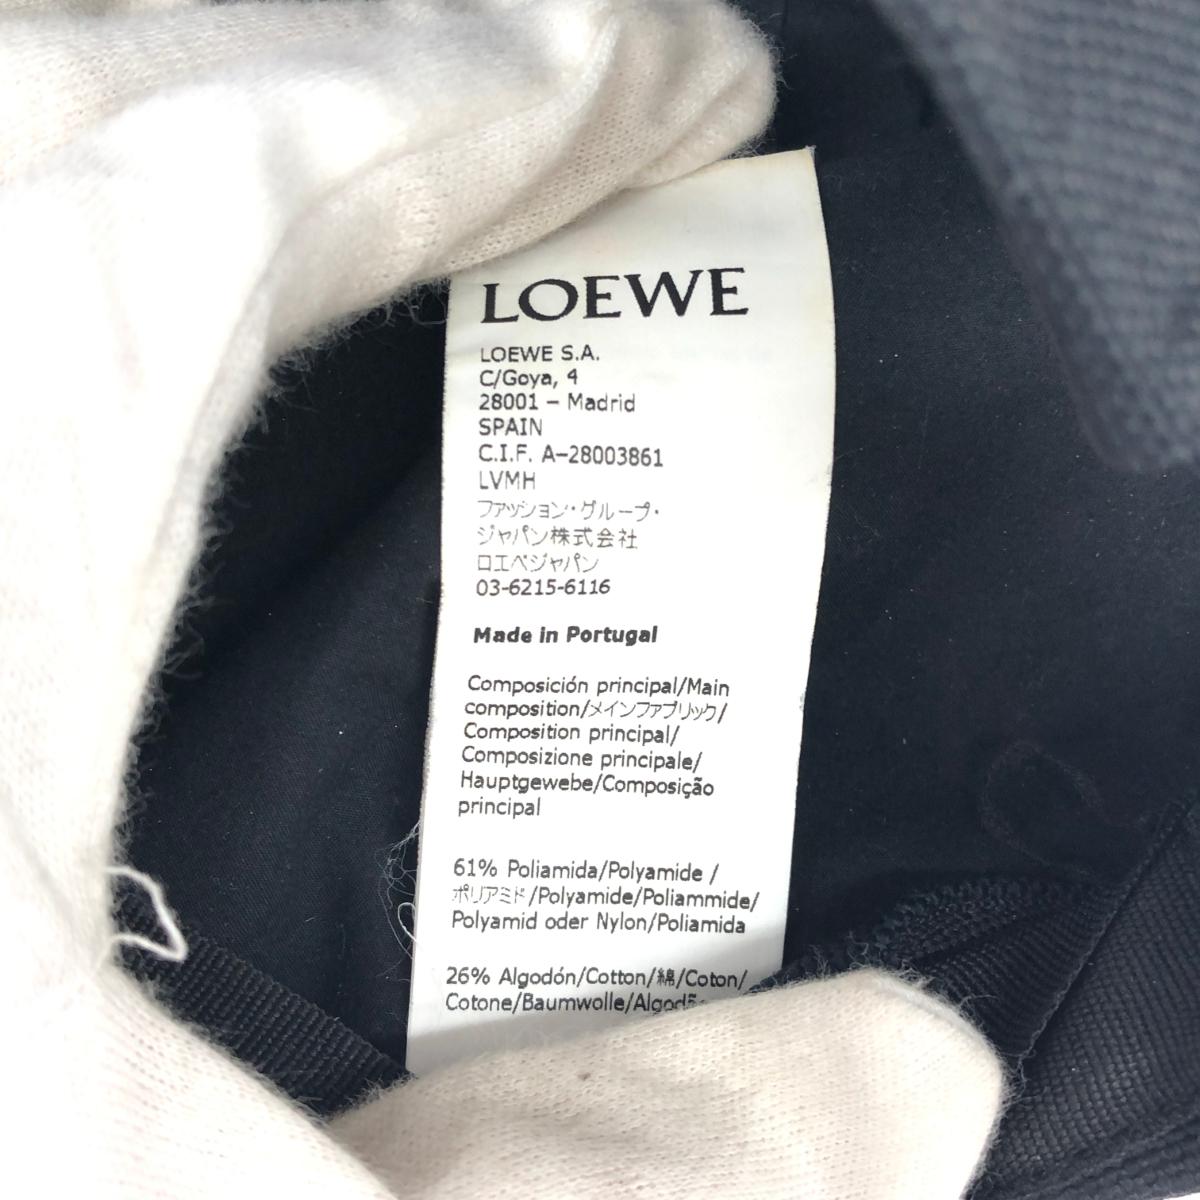 LOEWE
LOEWE S.A.
C/Goya, 4
28001 – Madrid
SPAIN
C.I.F. A–28003861
LVMH
ファッション・グループ・
ジャパン株式会社
ロエベジャパン
03-6215-6116
Made in Portugal
Composición principal/Main
composition/メインファブリック/
Composition principal/
Composizione principale/
Hauptgewebe/Composição
principal
61% Poliamida/Polyamide /
ポリアミド/Polyamide/Poliammide/
Polyamid oder Nylon/Poliamida
26% Algodón/Cotton/綿/Coton/
Cotone/Baumwolle/